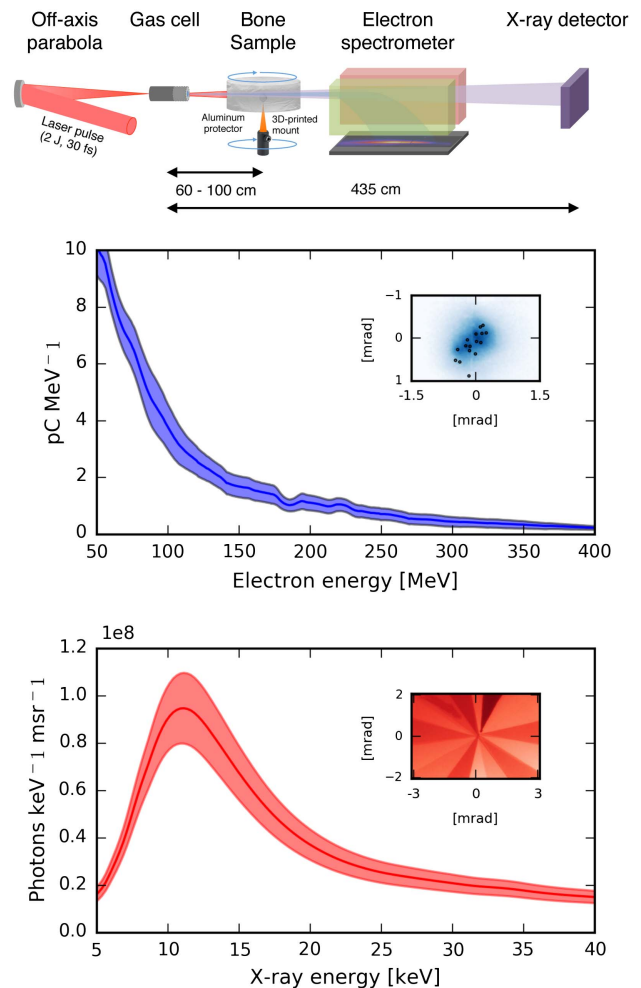 Off-axis parabola
Gas cell
Bone Sample
Electron spectrometer
X-ray detector
Laser pulse
(2 J, 30 fs)
Aluminum protector
3D-printed mount
60 - 100 cm
435 cm
10
8
6
4
2
0
pC MeV⁻¹
50 100 150 200 250 300 350 400
Electron energy [MeV]
−1
0
1
[mrad]
-1.5 0 1.5
[mrad]
1e8
1.2
1.0
0.8
0.6
0.4
0.2
0.0
Photons keV⁻¹ msr⁻¹
5 10 15 20 25 30 35 40
X-ray energy [keV]
2
0
−2
[mrad]
-3 0 3
[mrad]